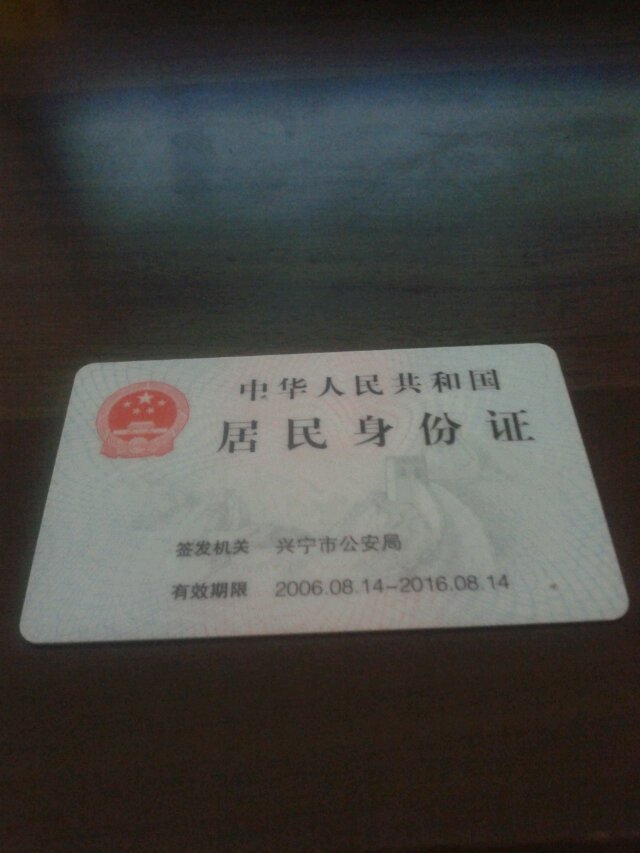 中华人民共和国
居民身份证
签发机关 兴宁市公安局
有效期限 2006.08.14-2016.08.14